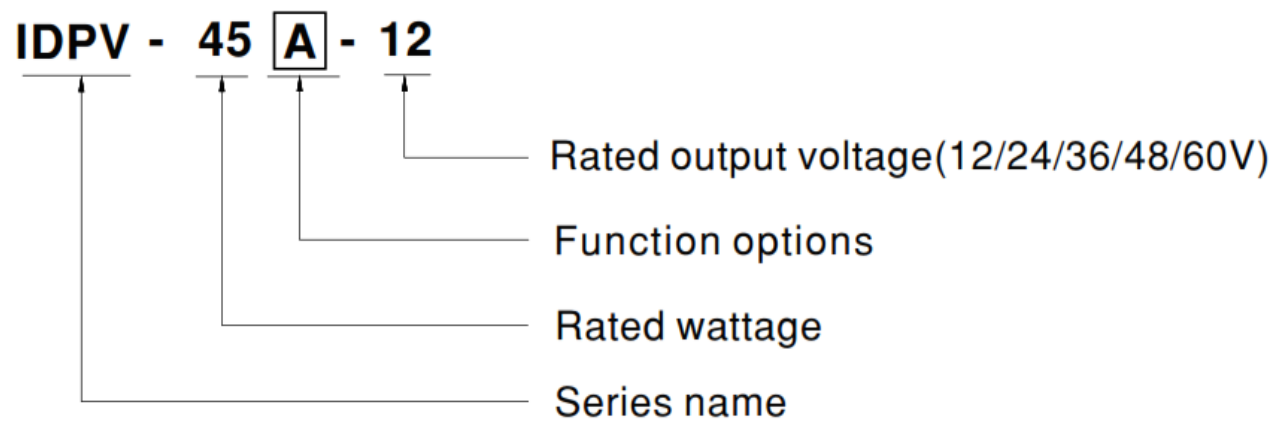 IDPV - 45 A - 12
Rated output voltage(12/24/36/48/60V)
Function options
Rated wattage
Series name